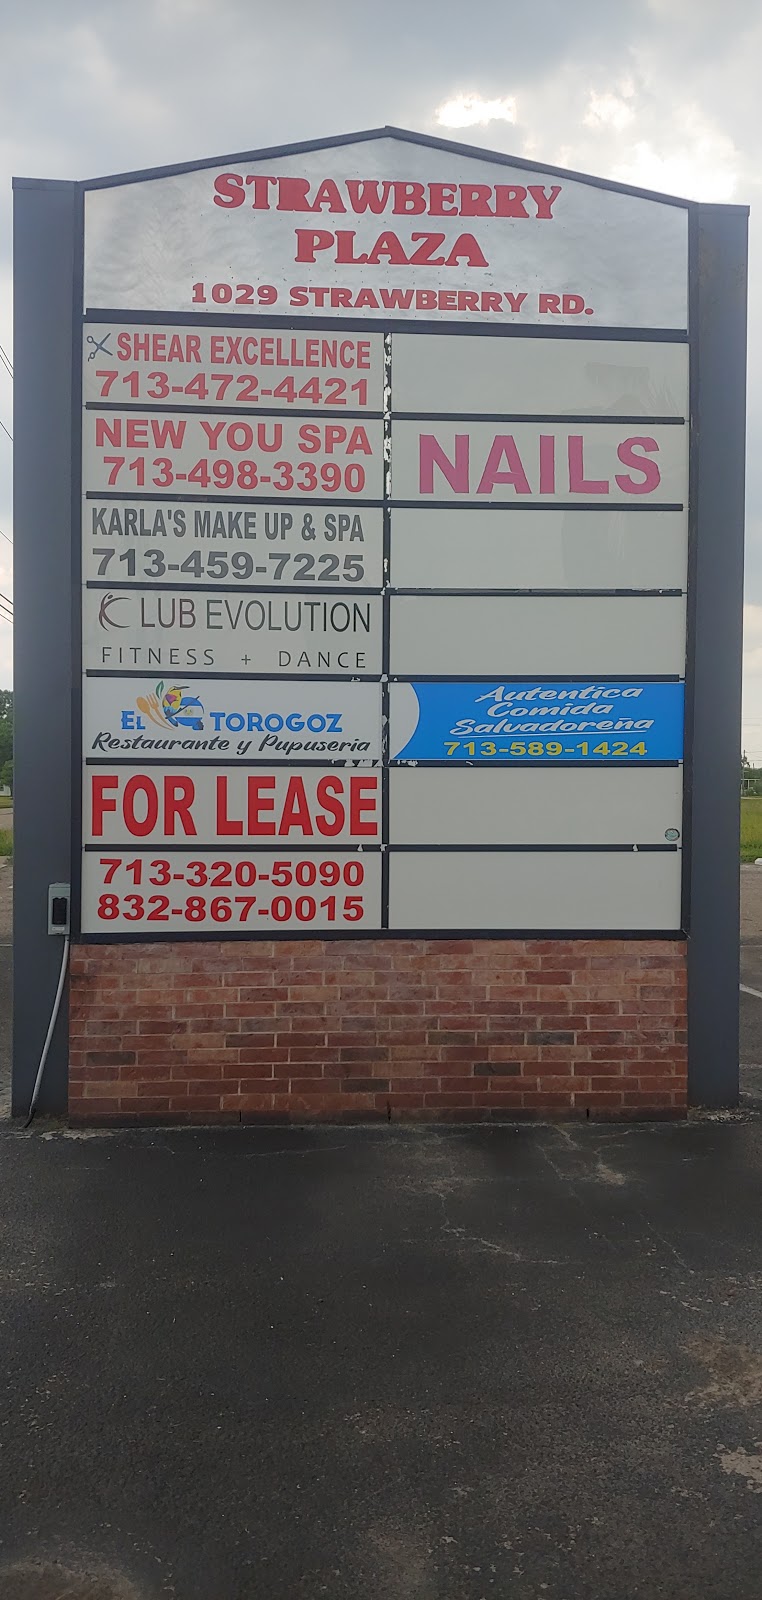 STRAWBERRY
PLAZA
1029 STRAWBERRY RD.
SHEAR EXCELLENCE
713-472-4421
NEW YOU SPA
713-498-3390
NAILS
KARLA'S MAKE UP & SPA
713-459-7225
CLUB EVOLUTION
FITNESS + DANCE
EL TOROGOZ
Restaurante y Pupuseria
Autentica
Comida
Salvadoreña
713-589-1424
FOR LEASE
713-320-5090
832-867-0015